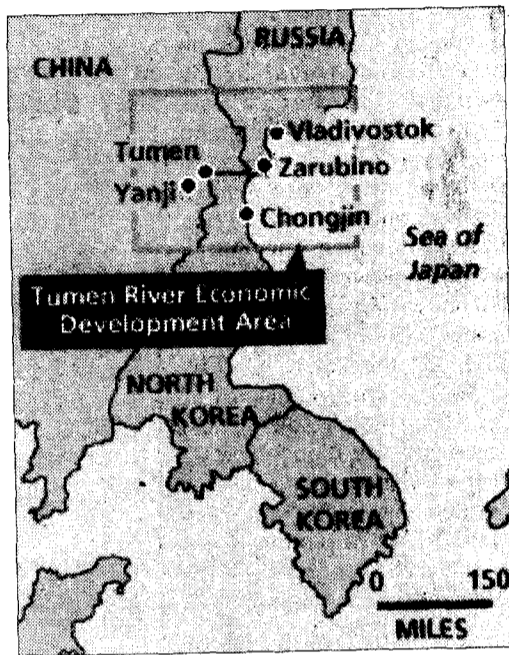 RUSSIA
CHINA
Vladivostok
Tumen
Zarubino
Yanji
Chongjin
Sea of
Japan
Tumen River Economic
Development Area
NORTH
KOREA
SOUTH
KOREA
0 150
MILES